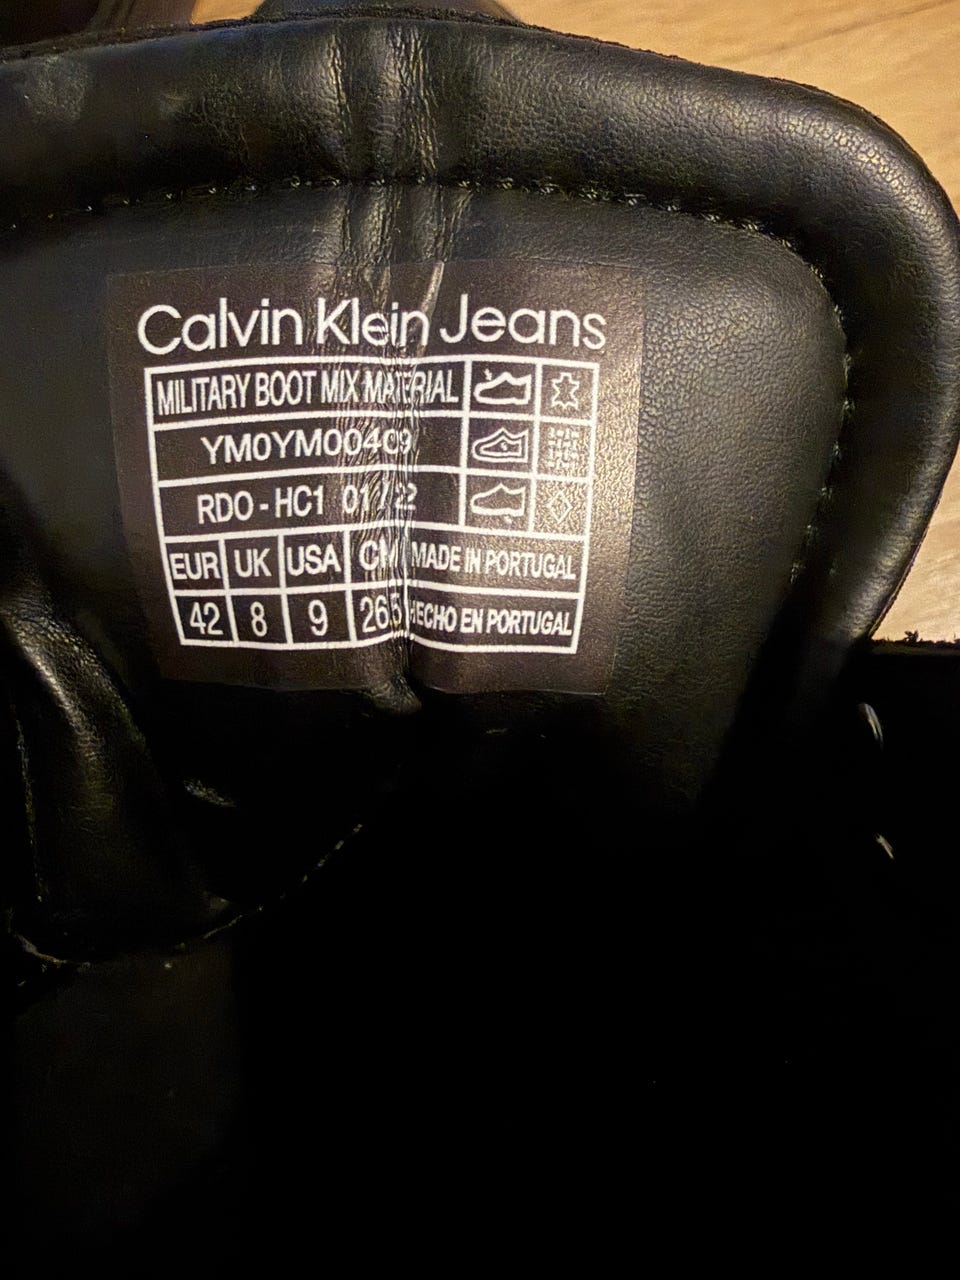 Calvin Klein Jeans
MILITARY BOOT MIX MATERIAL
YM0YM00409
RDO - HC1 01 / 22
EUR UK USA CM MADE IN PORTUGAL
42 8 9 26.5 HECHO EN PORTUGAL